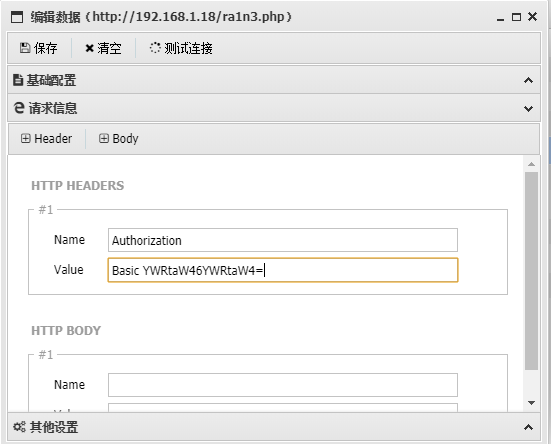 编辑数据（http://192.168.1.18/ra1n3.php）
保存 清空 测试连接
基础配置
请求信息
Header Body
HTTP HEADERS
#1
Name Authorization
Value Basic YWRtaW46YWRtaW4=
HTTP BODY
#1
Name
Value
其他设置